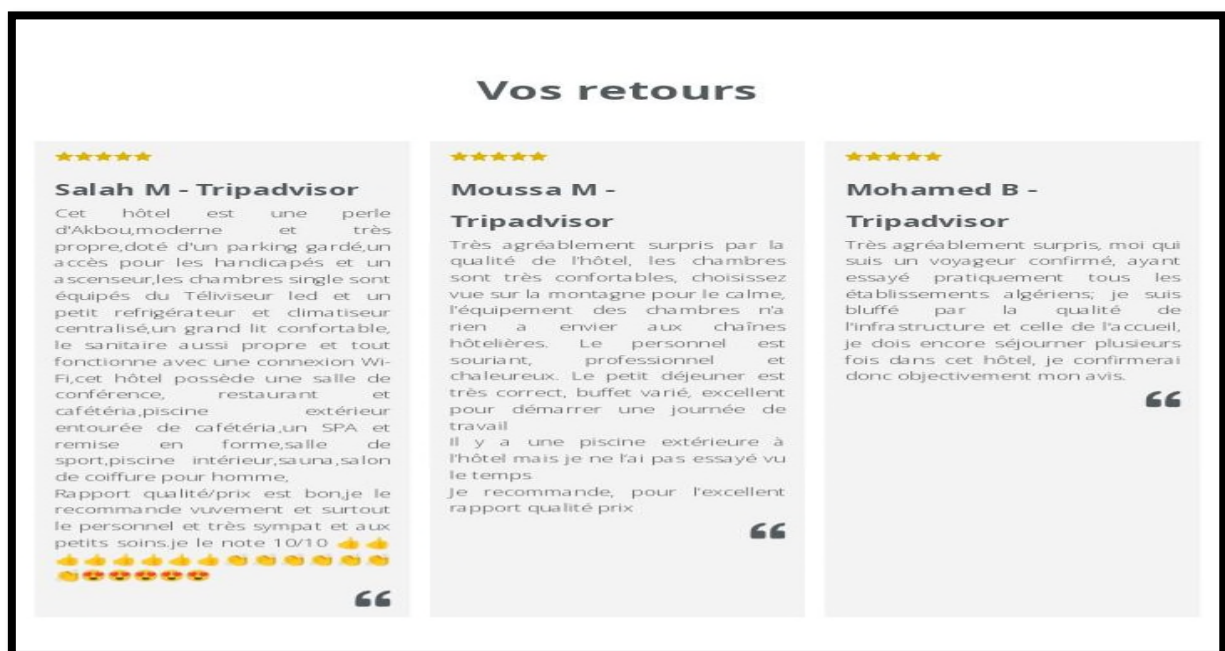 Vos retours
Salah M - Tripadvisor
Cet hôtel est une perle
d'Akbou,moderne et très
propre,doté d'un parking gardé,un
accès pour les handicapés et un
ascenseur,les chambres single sont
équipés du Téliviseur led et un
petit refrigérateur et climatiseur
centralisé,un grand lit confortable,
le sanitaire aussi propre et tout
fonctionne avec une connexion Wi-
Fi,cet hôtel possède une salle de
conférence, restaurant et
cafétéria,piscine extérieur
entourée de cafétéria,un SPA et
remise en forme,salle de
sport,piscine intérieur,sauna,salon
de coiffure pour homme,
Rapport qualité/prix est bon,je le
recommande vuvement et surtout
le personnel et très sympat et aux
petits soins.je le note 10/10 👍👍
👍👍👍👍👍👍👏👏👏👏👏👏
👏😍😍😍😍😍
Moussa M -
Tripadvisor
Très agréablement surpris par la
qualité de l'hôtel, les chambres
sont très confortables, choisissez
vue sur la montagne pour le calme,
l'équipement des chambres n'a
rien a envier aux chaînes
hôtelières. Le personnel est
souriant, professionnel et
chaleureux. Le petit déjeuner est
très correct, buffet varié, excellent
pour démarrer une journée de
travail
Il y a une piscine extérieure à
l'hôtel mais je ne l'ai pas essayé vu
le temps
Je recommande, pour l'excellent
rapport qualité prix
Mohamed B -
Tripadvisor
Très agréablement surpris, moi qui
suis un voyageur confirmé, ayant
essayé pratiquement tous les
établissements algériens; je suis
bluffé par la qualité de
l'infrastructure et celle de l'accueil,
je dois encore séjourner plusieurs
fois dans cet hôtel, je confirmerai
donc objectivement mon avis.